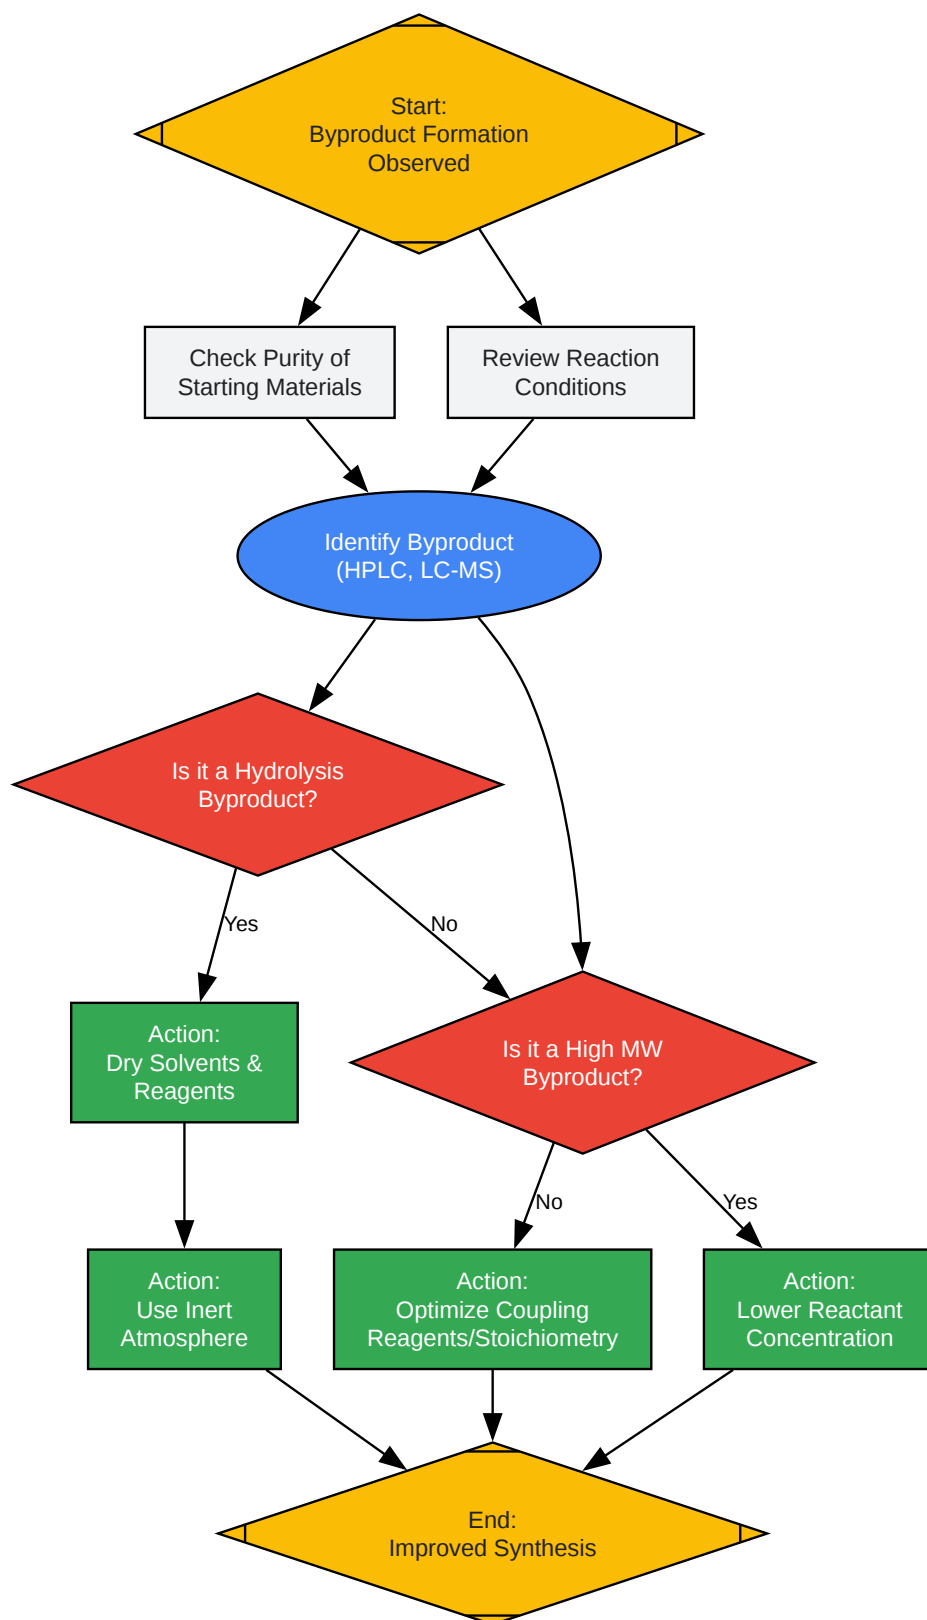 Start:
Byproduct Formation
Observed
Check Purity of
Starting Materials
Review Reaction
Conditions
Identify Byproduct
(HPLC, LC-MS)
Is it a Hydrolysis
Byproduct?
Yes
No
Action:
Dry Solvents &
Reagents
Is it a High MW
Byproduct?
No
Yes
Action:
Use Inert
Atmosphere
Action:
Optimize Coupling
Reagents/Stoichiometry
Action:
Lower Reactant
Concentration
End:
Improved Synthesis